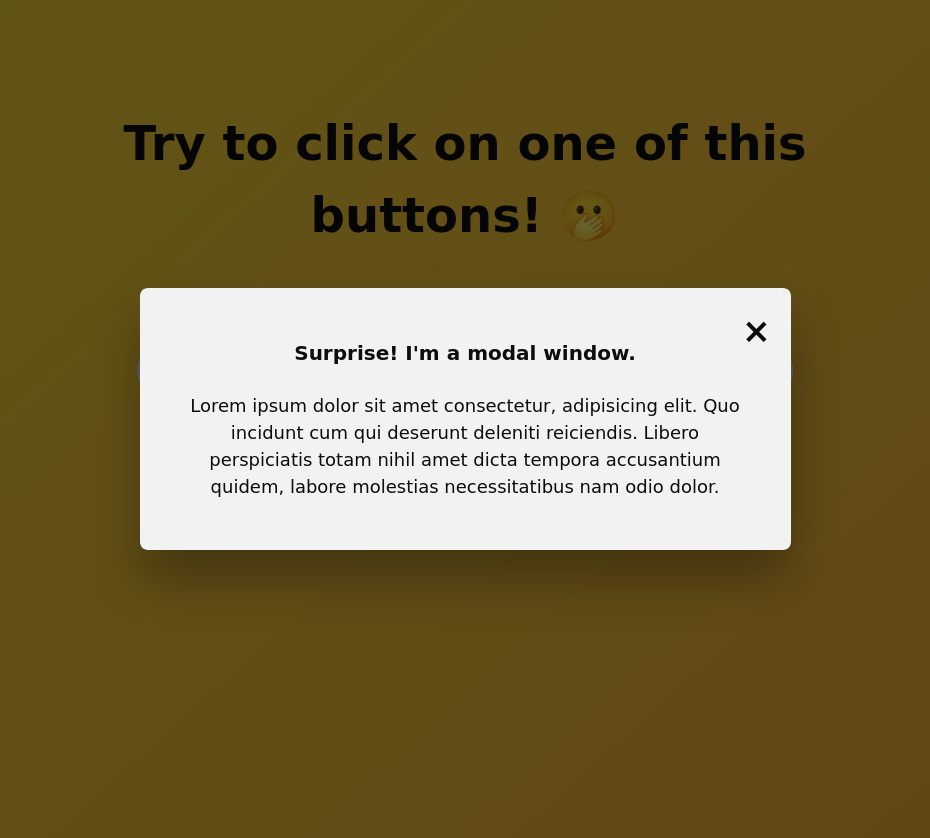 Try to click on one of this
buttons! 🫢
Surprise! I'm a modal window.
Lorem ipsum dolor sit amet consectetur, adipisicing elit. Quo
incidunt cum qui deserunt deleniti reiciendis. Libero
perspiciatis totam nihil amet dicta tempora accusantium
quidem, labore molestias necessitatibus nam odio dolor.